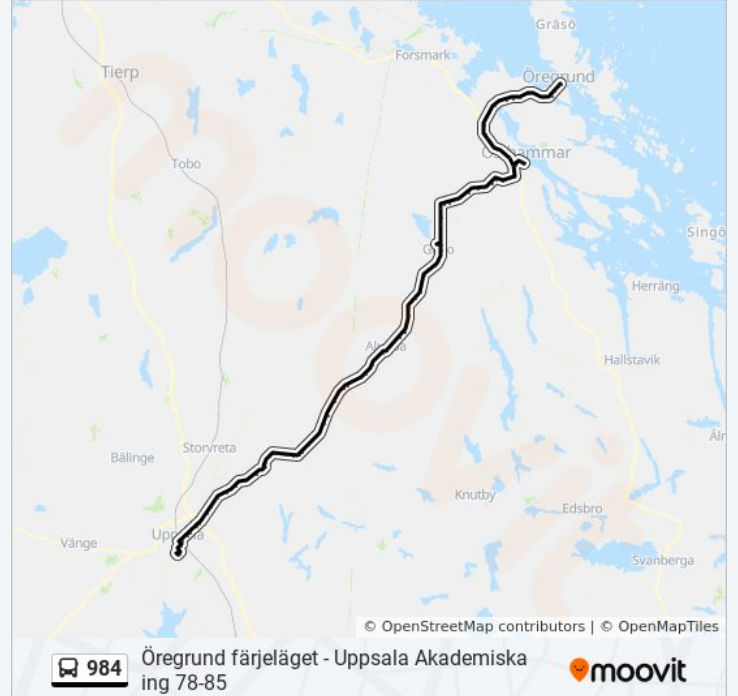 Gräsö
Forsmark
Öregrund
Tierp
Tobo
Singö
Herräng
Hallstavik
Storvreta
Bälinge
Knutby
Edsbro
Vänge
Svanberga
© OpenStreetMap contributors | © OpenMapTiles
984
Öregrund färjeläget - Uppsala Akademiska
ing 78-85
moovit